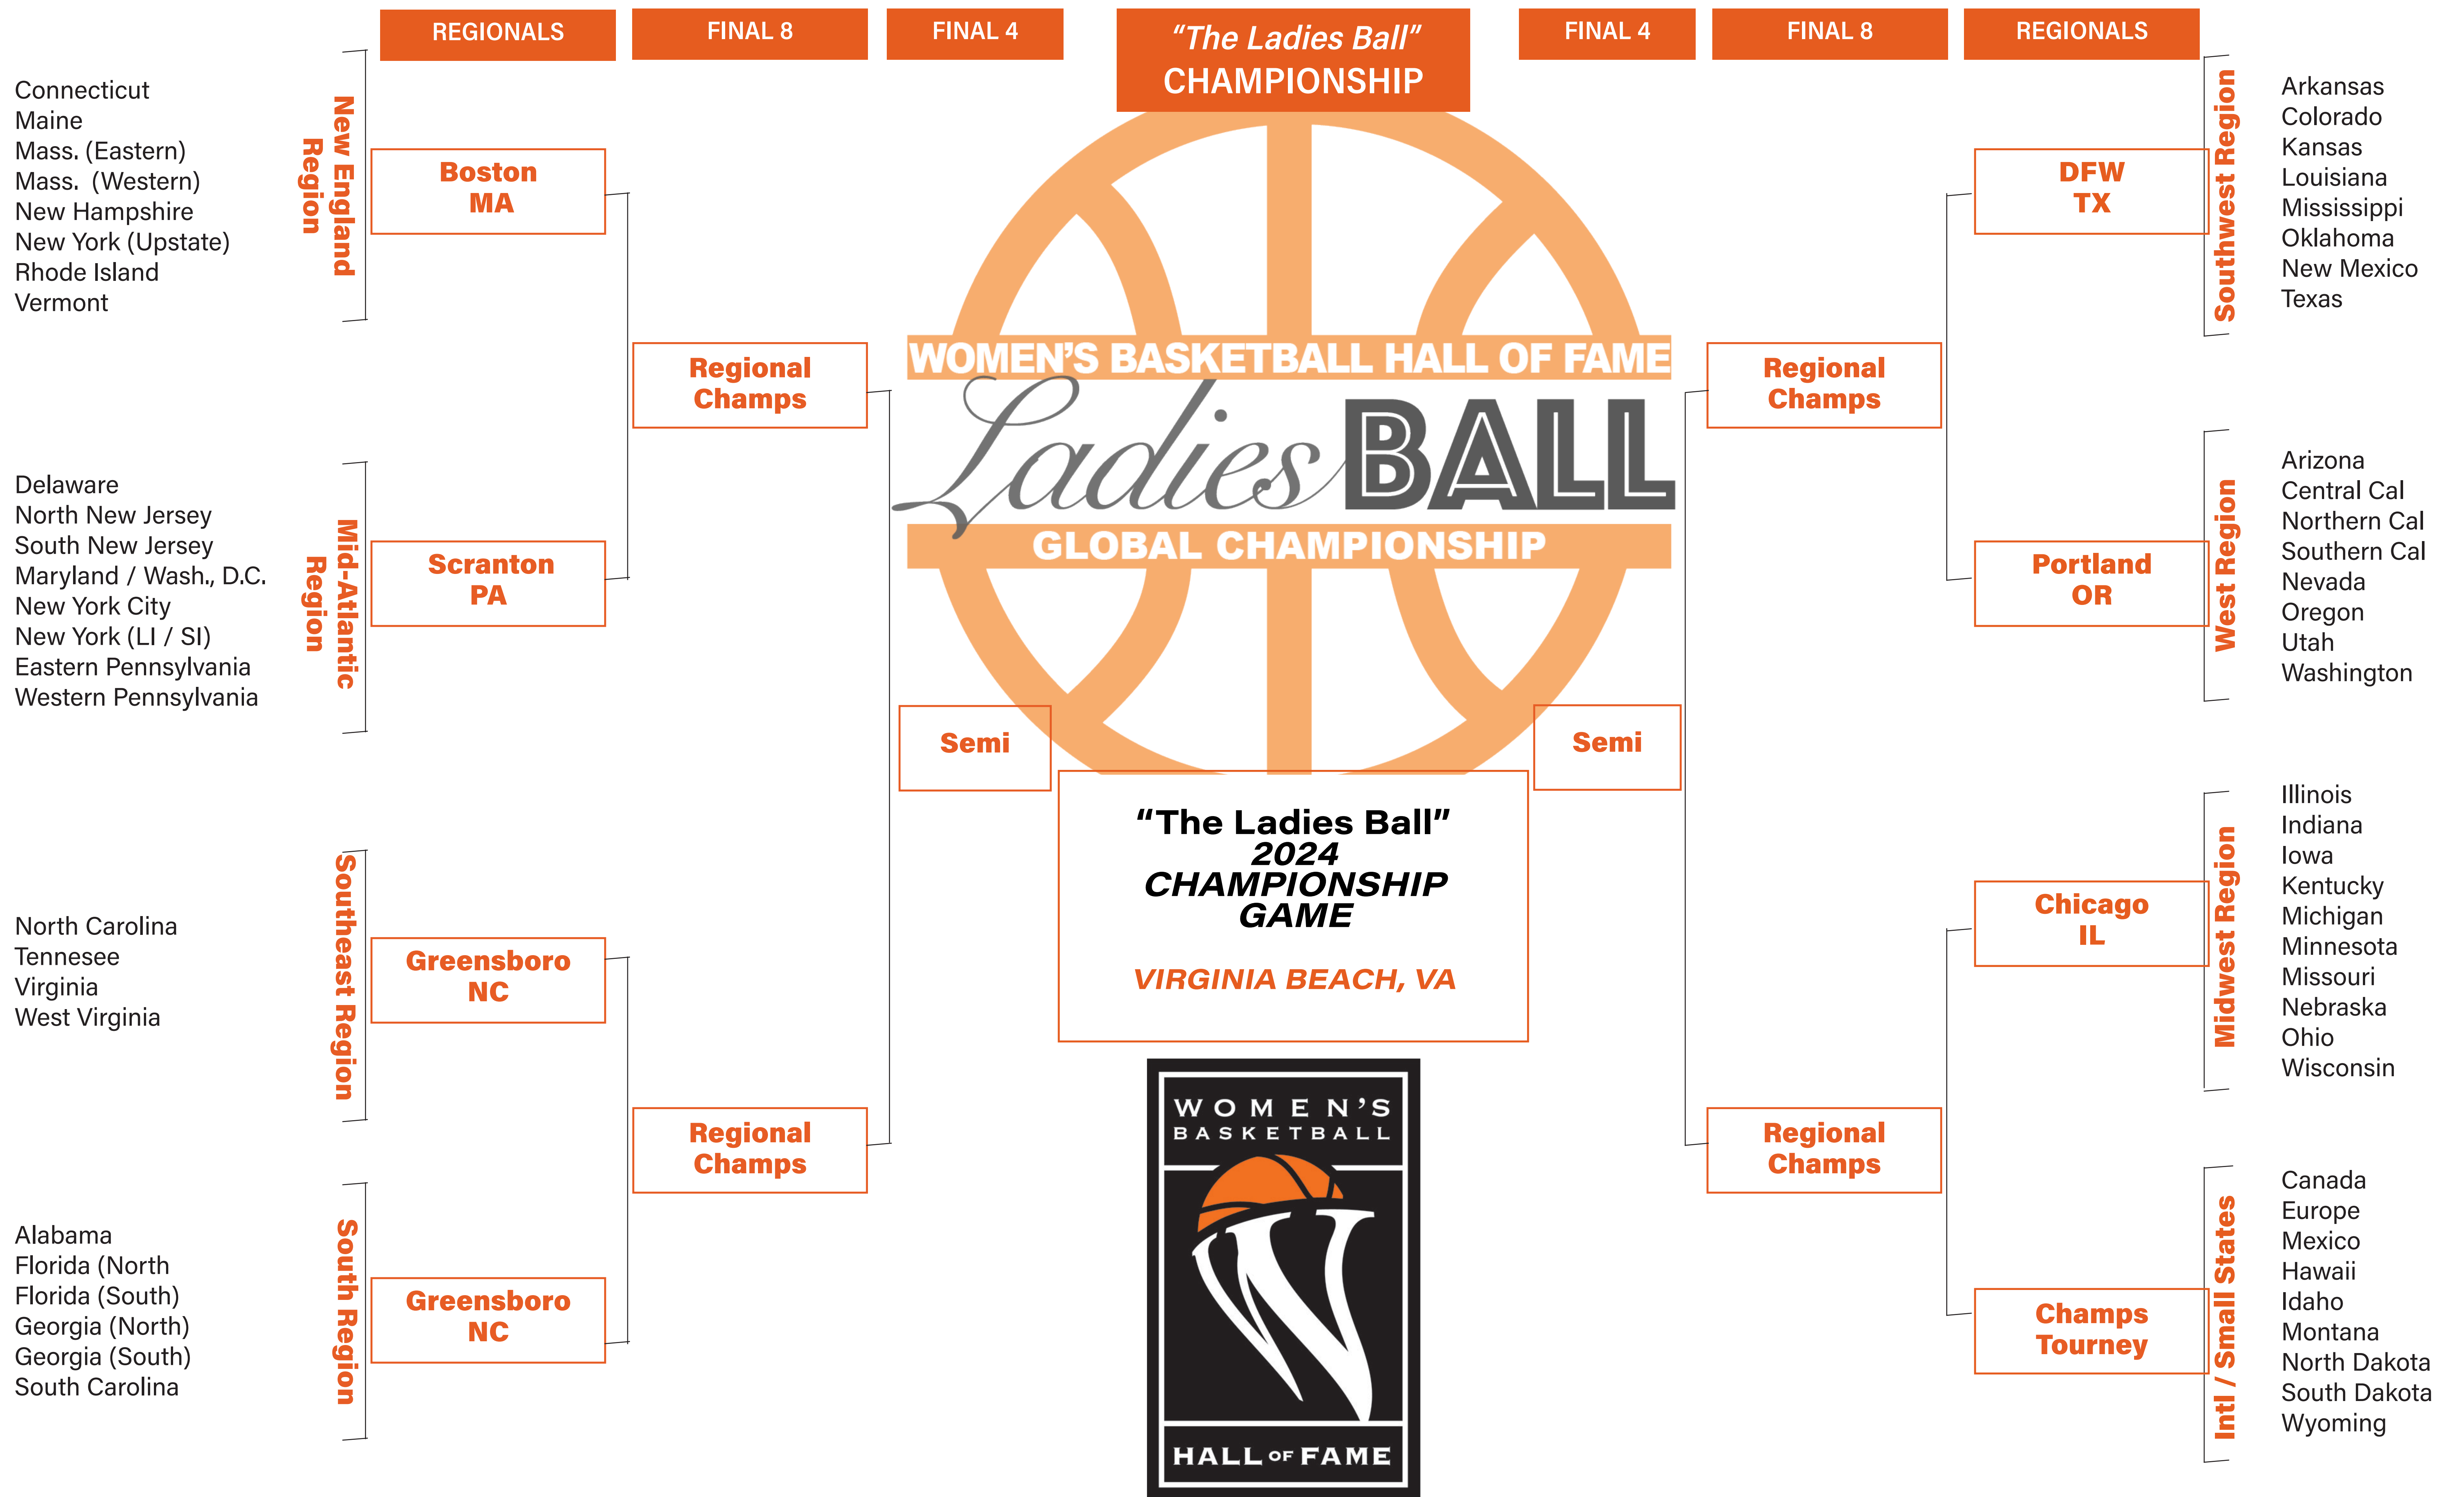 REGIONALS
FINAL 8
FINAL 4
“The Ladies Ball”
CHAMPIONSHIP
FINAL 4
FINAL 8
REGIONALS
Connecticut
Maine
Mass. (Eastern)
Mass. (Western)
New Hampshire
New York (Upstate)
Rhode Island
Vermont
New England
Region
Boston
MA
Delaware
North New Jersey
South New Jersey
Maryland / Wash., D.C.
New York City
New York (LI / SI)
Eastern Pennsylvania
Western Pennsylvania
Mid-Atlantic
Region
Scranton
PA
Regional
Champs
North Carolina
Tennesee
Virginia
West Virginia
Southeast Region
Greensboro
NC
Alabama
Florida (North
Florida (South)
Georgia (North)
Georgia (South)
South Carolina
South Region
Greensboro
NC
Regional
Champs
Semi
WOMEN’S BASKETBALL HALL OF FAME
Ladies BALL
GLOBAL CHAMPIONSHIP
“The Ladies Ball”
2024
CHAMPIONSHIP
GAME
VIRGINIA BEACH, VA
WOMEN’S
BASKETBALL
HALL OF FAME
Semi
Regional
Champs
Regional
Champs
DFW
TX
Southwest Region
Arkansas
Colorado
Kansas
Louisiana
Mississippi
Oklahoma
New Mexico
Texas
Portland
OR
West Region
Arizona
Central Cal
Northern Cal
Southern Cal
Nevada
Oregon
Utah
Washington
Chicago
IL
Midwest Region
Illinois
Indiana
Iowa
Kentucky
Michigan
Minnesota
Missouri
Nebraska
Ohio
Wisconsin
Champs
Tourney
Intl / Small States
Canada
Europe
Mexico
Hawaii
Idaho
Montana
North Dakota
South Dakota
Wyoming